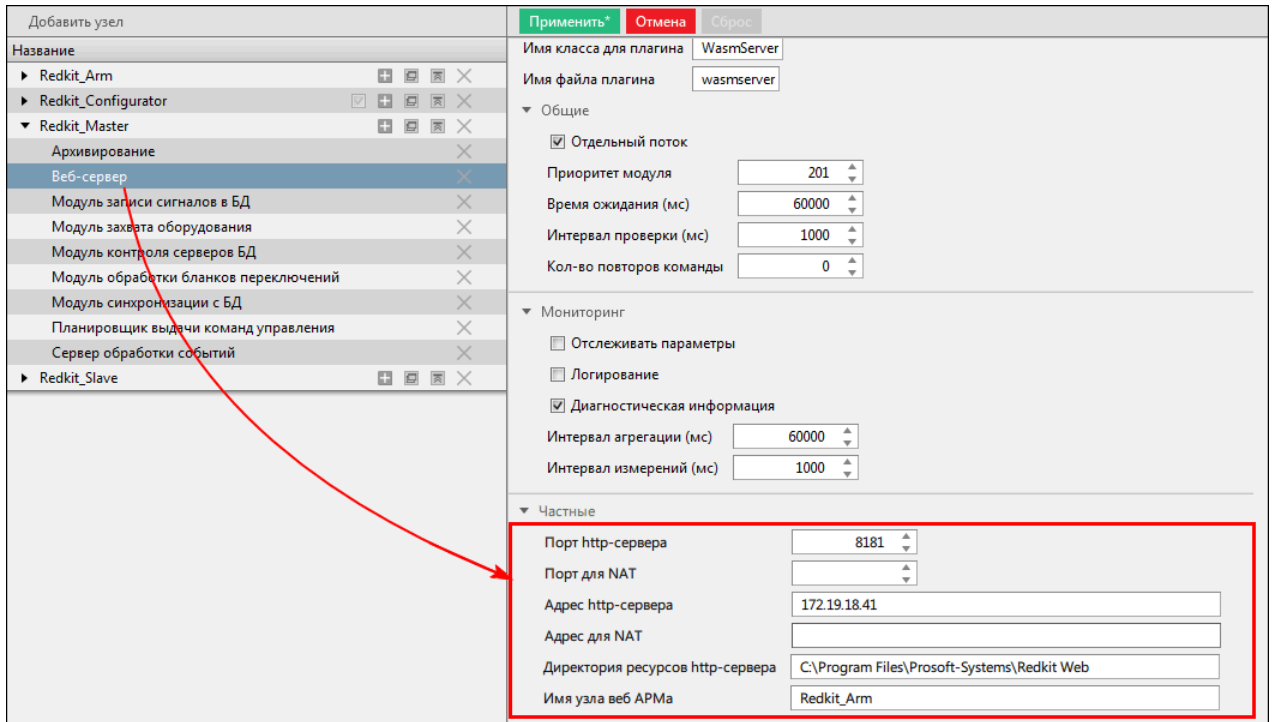 Добавить узел
Название
Redkit_Arm
Redkit_Configurator
Redkit_Master
Архивирование
Веб-сервер
Модуль записи сигналов в БД
Модуль захвата оборудования
Модуль контроля серверов БД
Модуль обработки бланков переключений
Модуль синхронизации с БД
Планировщик выдачи команд управления
Сервер обработки событий
Redkit_Slave
Применить* Отмена Сброс
Имя класса для плагина WasmServer
Имя файла плагина wasmserver
Общие
Отдельный поток
Приоритет модуля 201
Время ожидания (мс) 60000
Интервал проверки (мс) 1000
Кол-во повторов команды 0
Мониторинг
Отслеживать параметры
Логирование
Диагностическая информация
Интервал агрегации (мс) 60000
Интервал измерений (мс) 1000
Частные
Порт http-сервера 8181
Порт для NAT
Адрес http-сервера 172.19.18.41
Адрес для NAT
Директория ресурсов http-сервера C:\Program Files\Prosoft-Systems\Redkit Web
Имя узла веб АРМа Redkit_Arm